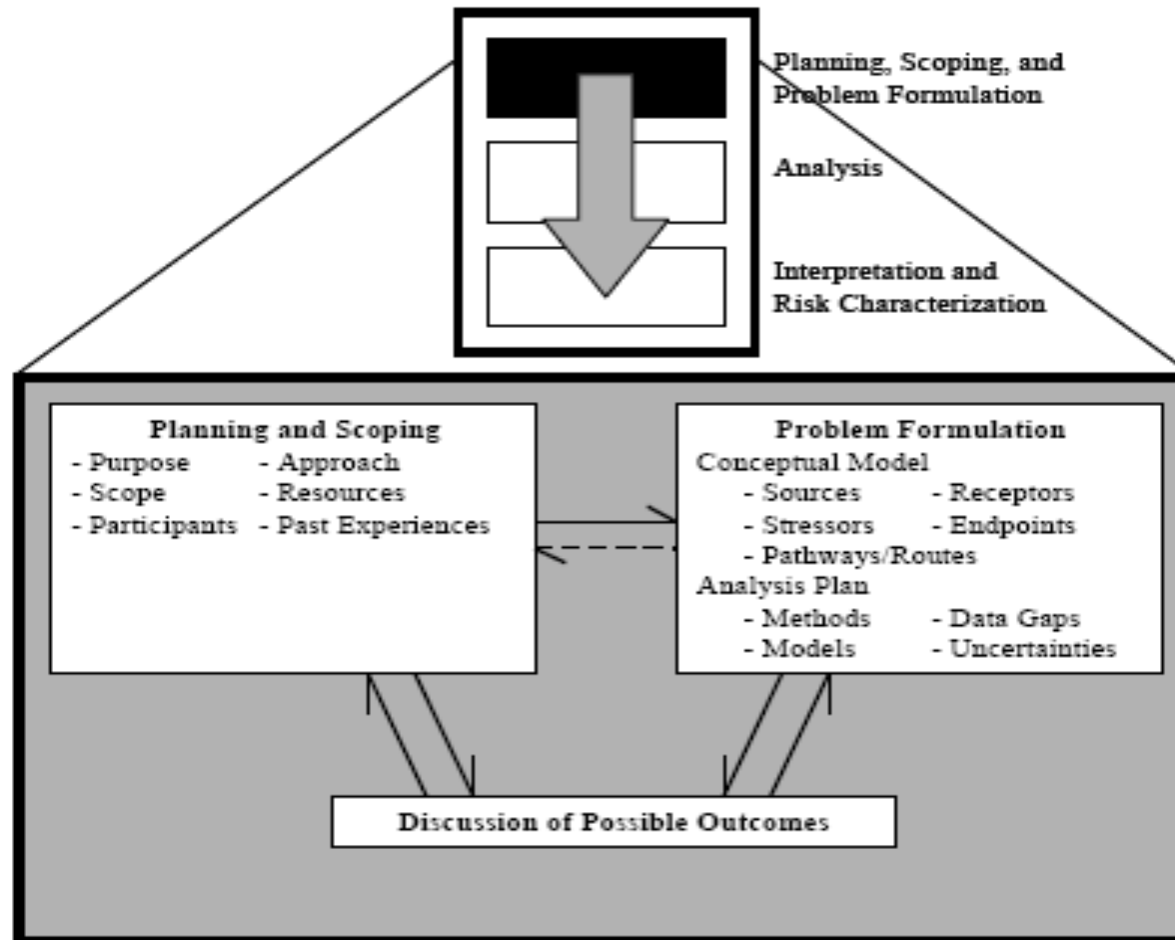 Planning, Scoping, and
Problem Formulation
Analysis
Interpretation and
Risk Characterization
Planning and Scoping
- Purpose - Approach
- Scope - Resources
- Participants - Past Experiences
Problem Formulation
Conceptual Model
- Sources - Receptors
- Stressors - Endpoints
- Pathways/Routes
Analysis Plan
- Methods - Data Gaps
- Models - Uncertainties
Discussion of Possible Outcomes